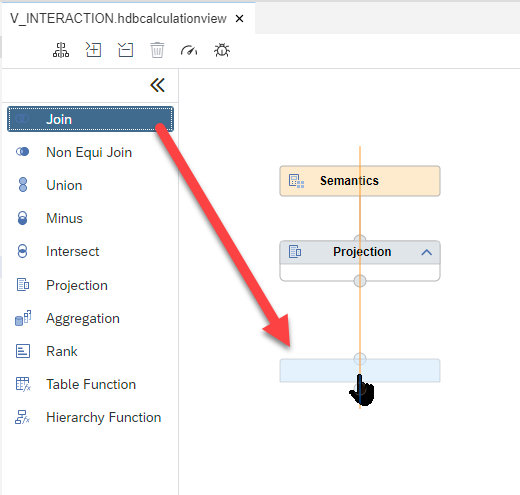 V_INTERACTION.hdbcalculationview ×
Join
Non Equi Join
Union
Minus
Intersect
Projection
Aggregation
Rank
Table Function
Hierarchy Function
Semantics
Projection